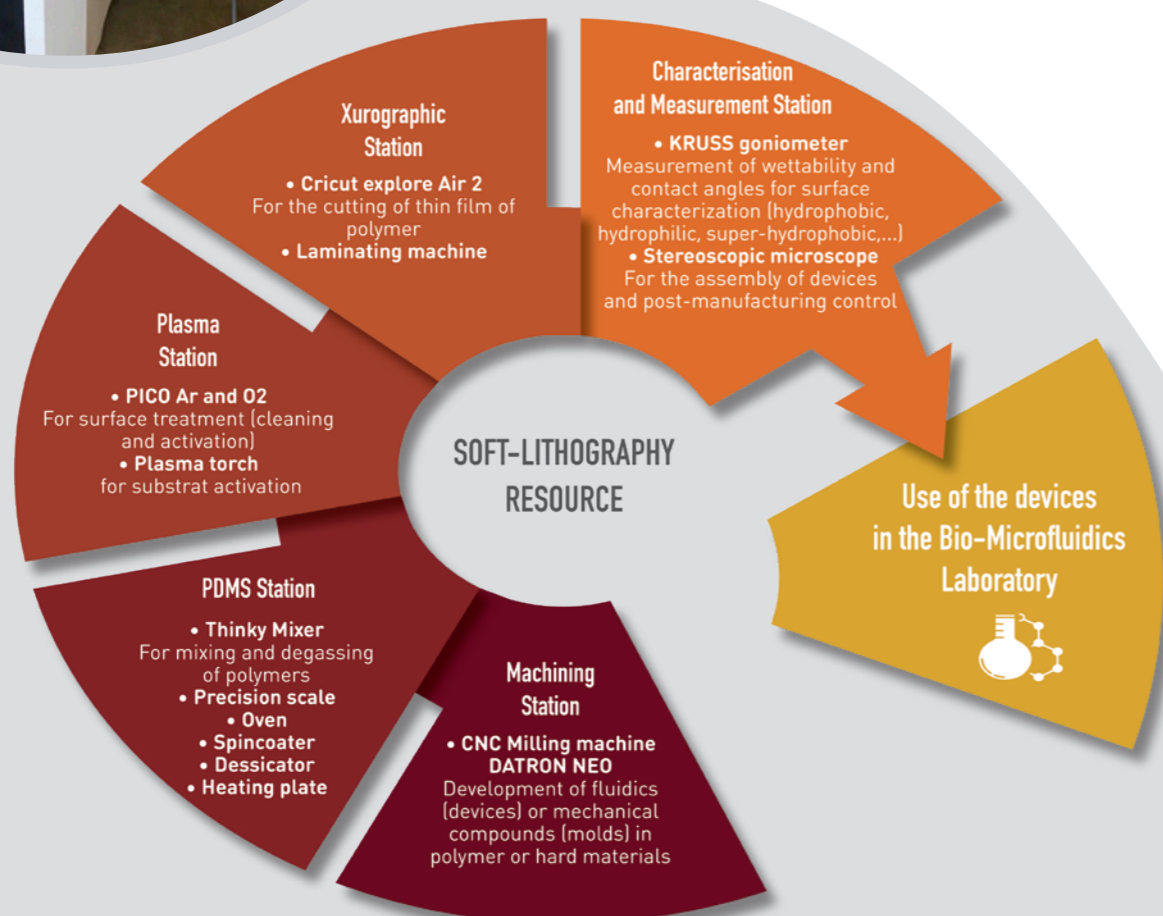 Characterisation
and Measurement Station
• KRUSS goniometer
Measurement of wettability and
contact angles for surface
characterization (hydrophobic,
hydrophilic, super-hydrophobic,...)
• Stereoscopic microscope
For the assembly of devices
and post-manufacturing control
Xurographic
Station
• Cricut explore Air 2
For the cutting of thin film of
polymer
• Laminating machine
Plasma
Station
• PICO Ar and O2
For surface treatment (cleaning
and activation)
• Plasma torch
for substrat activation
SOFT-LITHOGRAPHY
RESOURCE
Use of the devices
in the Bio-Microfluidics
Laboratory
PDMS Station
• Thinky Mixer
For mixing and degassing
of polymers
• Precision scale
• Oven
• Spincoater
• Dessicator
• Heating plate
Machining
Station
• CNC Milling machine
DATRON NEO
Development of fluidics
(devices) or mechanical
compounds (molds) in
polymer or hard materials